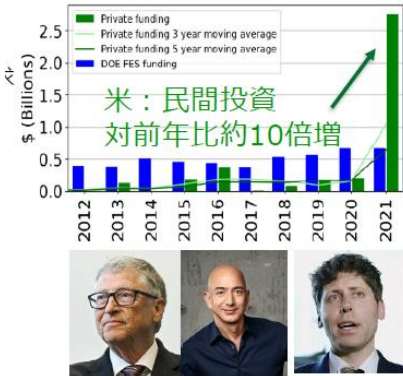 Private funding
Private funding 3 year moving average
Private funding 5 year moving average
DOE FES funding
$ (Billions)
2.5
2.0
1.5
1.0
0.5
0.0
米：民間投資
対前年比約10倍増
2012
2013
2014
2015
2016
2017
2018
2019
2020
2021